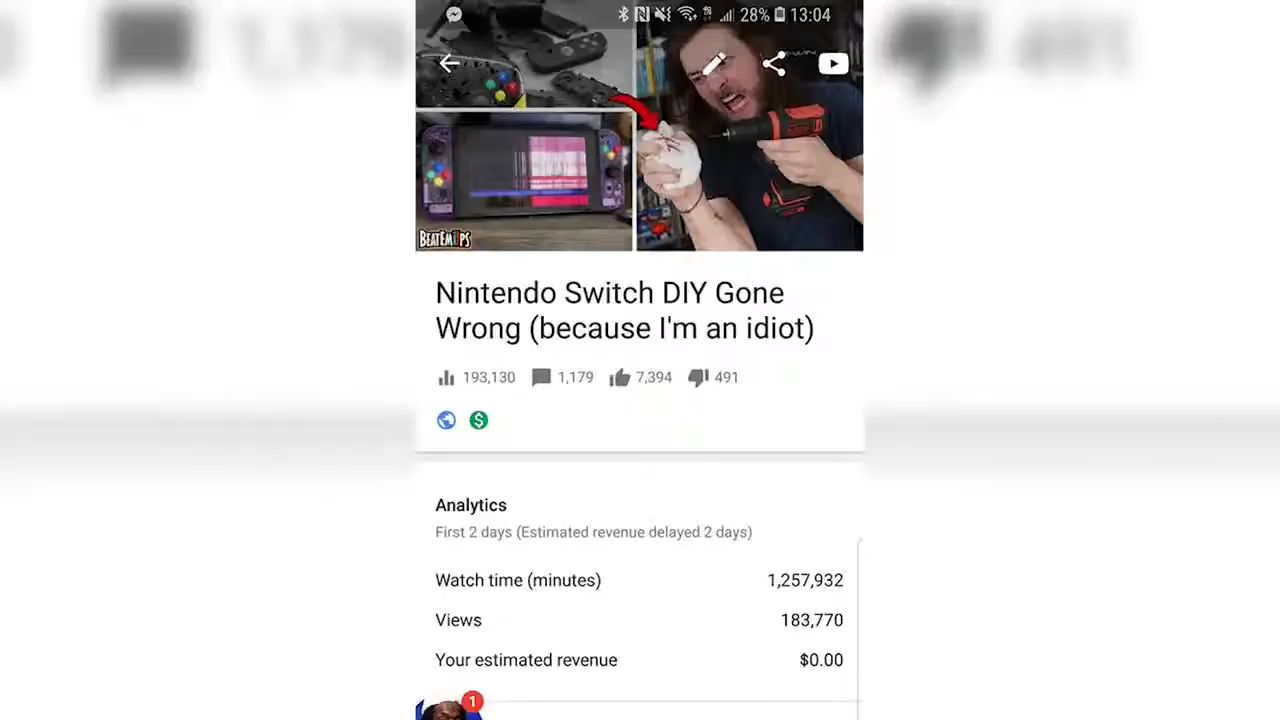 28% 13:04
BEATEMUPS
Nintendo Switch DIY Gone
Wrong (because I'm an idiot)
193,130 1,179 7,394 491
Analytics
First 2 days (Estimated revenue delayed 2 days)
Watch time (minutes) 1,257,932
Views 183,770
Your estimated revenue $0.00
1